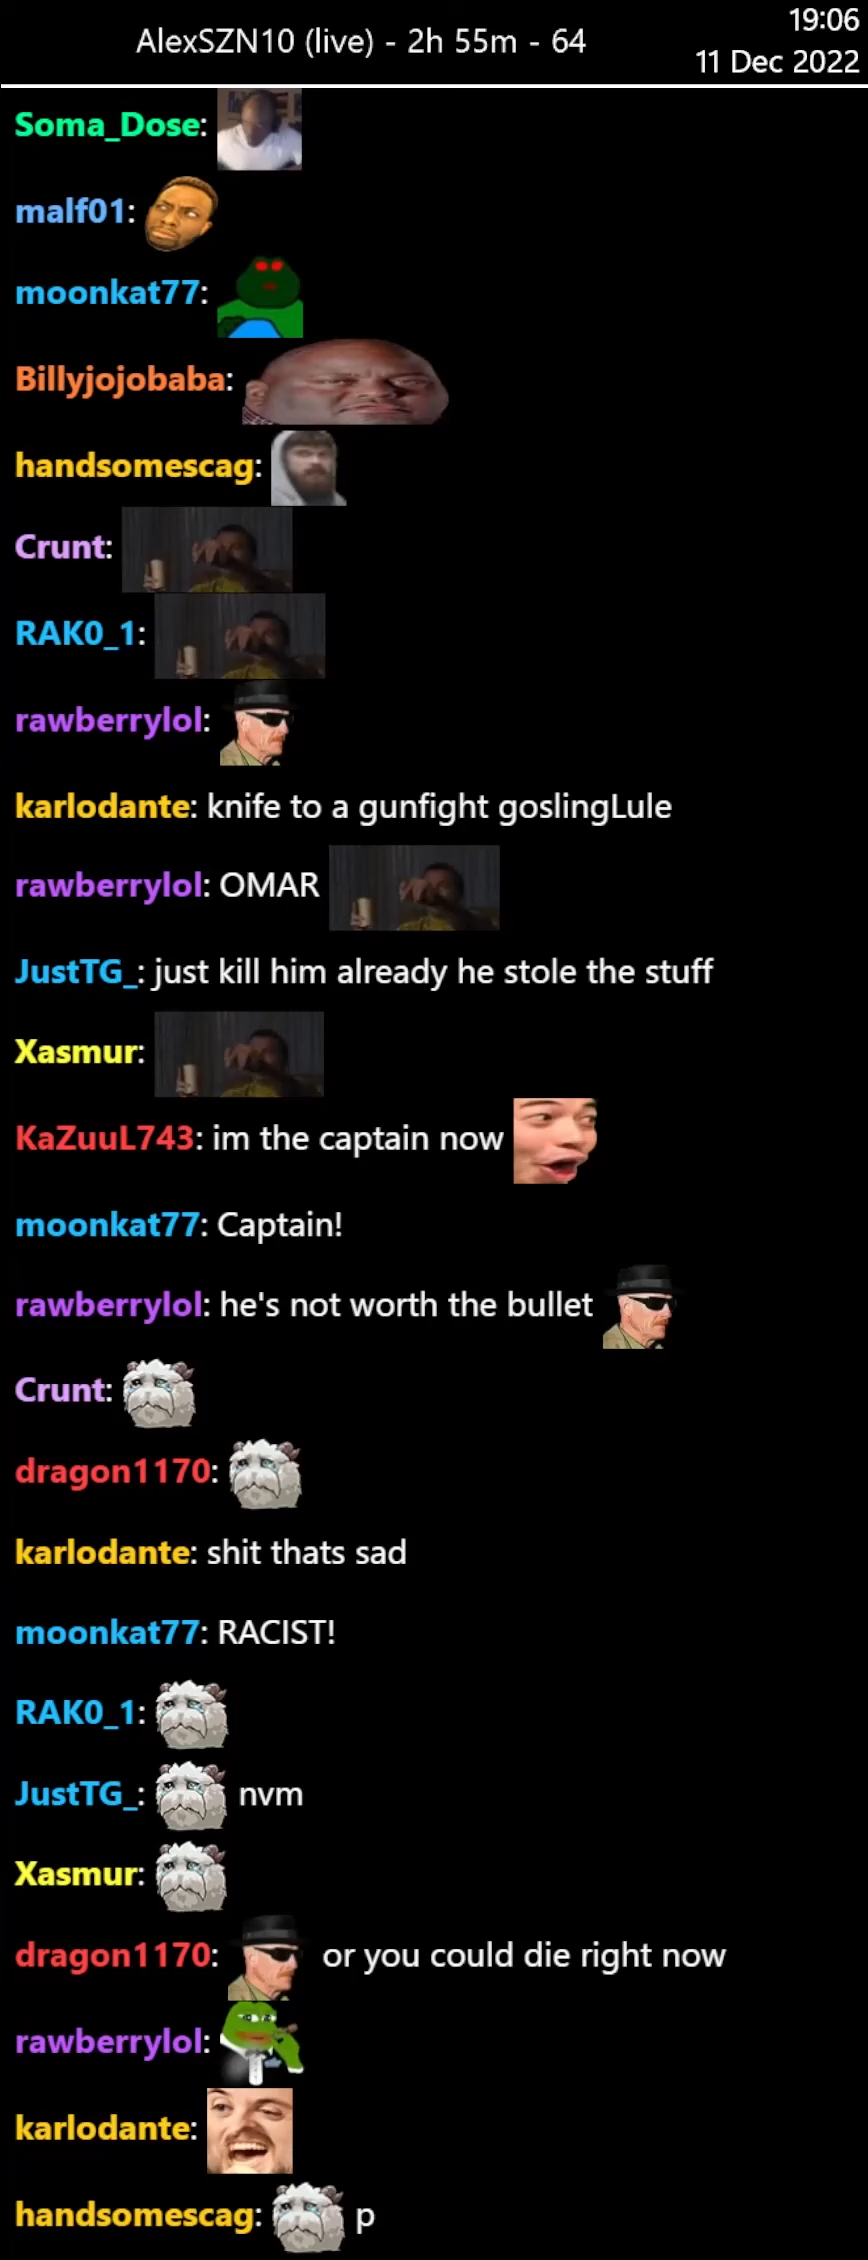 AlexSZN10 (live) - 2h 55m - 64
19:06
11 Dec 2022
Soma_Dose:
malf01:
moonkat77:
Billyjojobaba:
handsomescag:
Crunt:
RAK0_1:
rawberrylol:
karlodante: knife to a gunfight goslingLule
rawberrylol: OMAR
JustTG_: just kill him already he stole the stuff
Xasmur:
KaZuuL743: im the captain now
moonkat77: Captain!
rawberrylol: he's not worth the bullet
Crunt:
dragon1170:
karlodante: shit thats sad
moonkat77: RACIST!
RAK0_1:
JustTG_: nvm
Xasmur:
dragon1170: or you could die right now
rawberrylol:
karlodante:
handsomescag: p